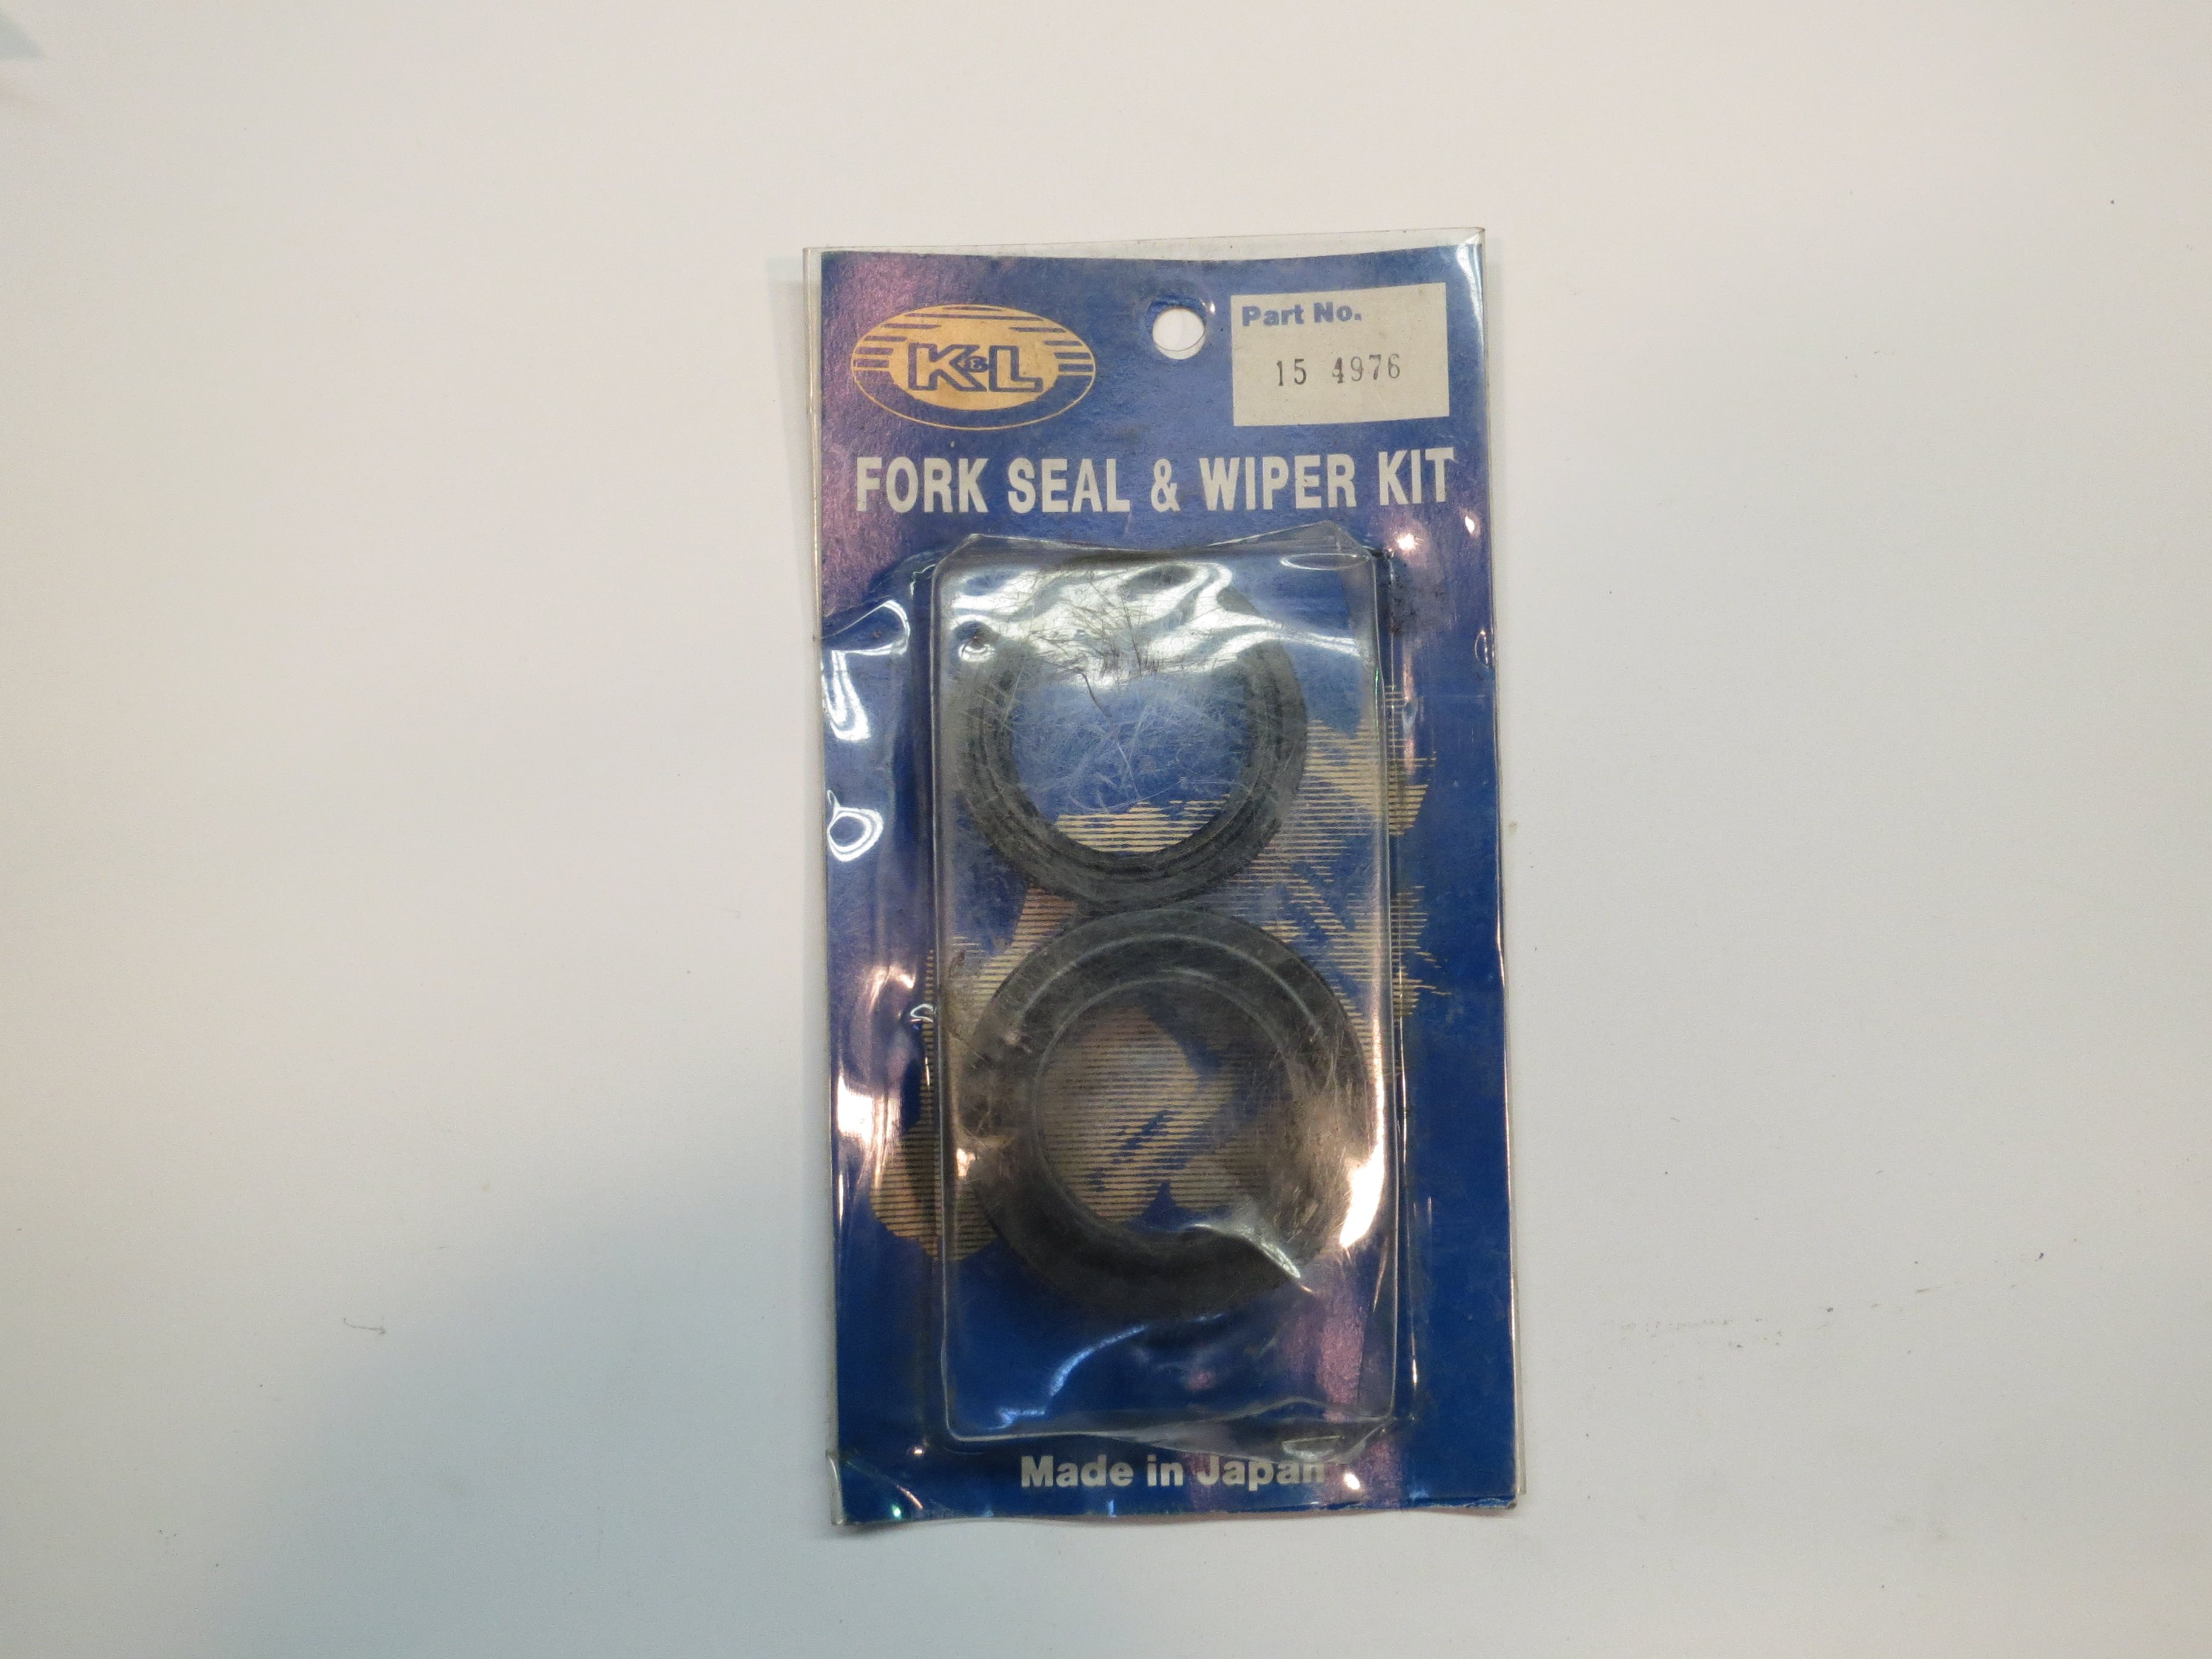 K&L
Part No.
15 4976
FORK SEAL & WIPER KIT
Made in Japan